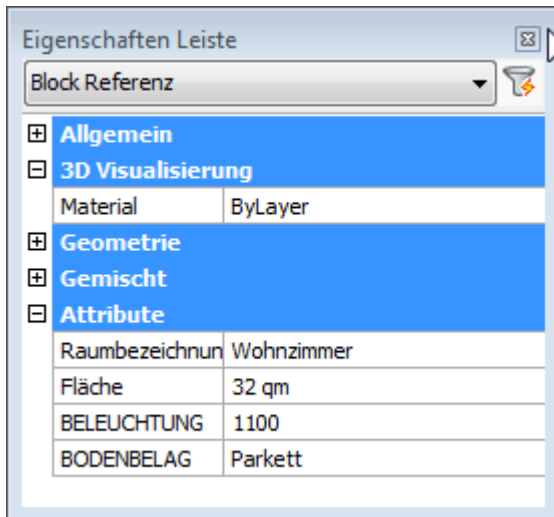 Eigenschaften Leiste
Block Referenz
Allgemein
3D Visualisierung
Material ByLayer
Geometrie
Gemischt
Attribute
Raumbezeichnun Wohnzimmer
Fläche 32 qm
BELEUCHTUNG 1100
BODENBELAG Parkett